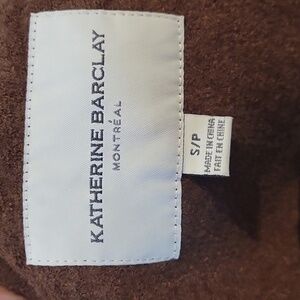 KATHERINE BARCLAY
MONTRÉAL
S/P
MADE IN CHINA
FAIT EN CHINE